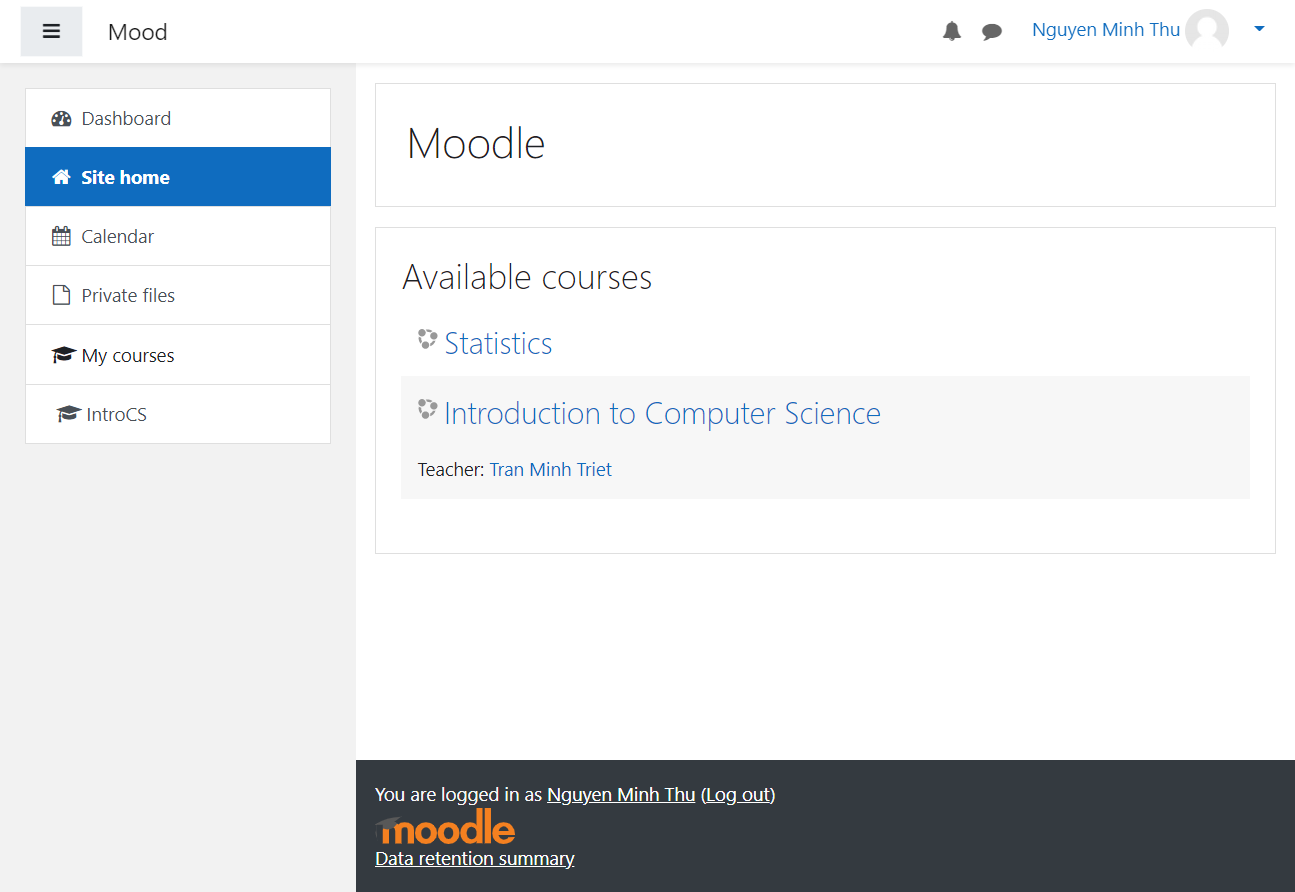 Mood
Nguyen Minh Thu
Dashboard
Site home
Calendar
Private files
My courses
IntroCS
Moodle
Available courses
Statistics
Introduction to Computer Science
Teacher: Tran Minh Triet
You are logged in as Nguyen Minh Thu (Log out)
moodle
Data retention summary